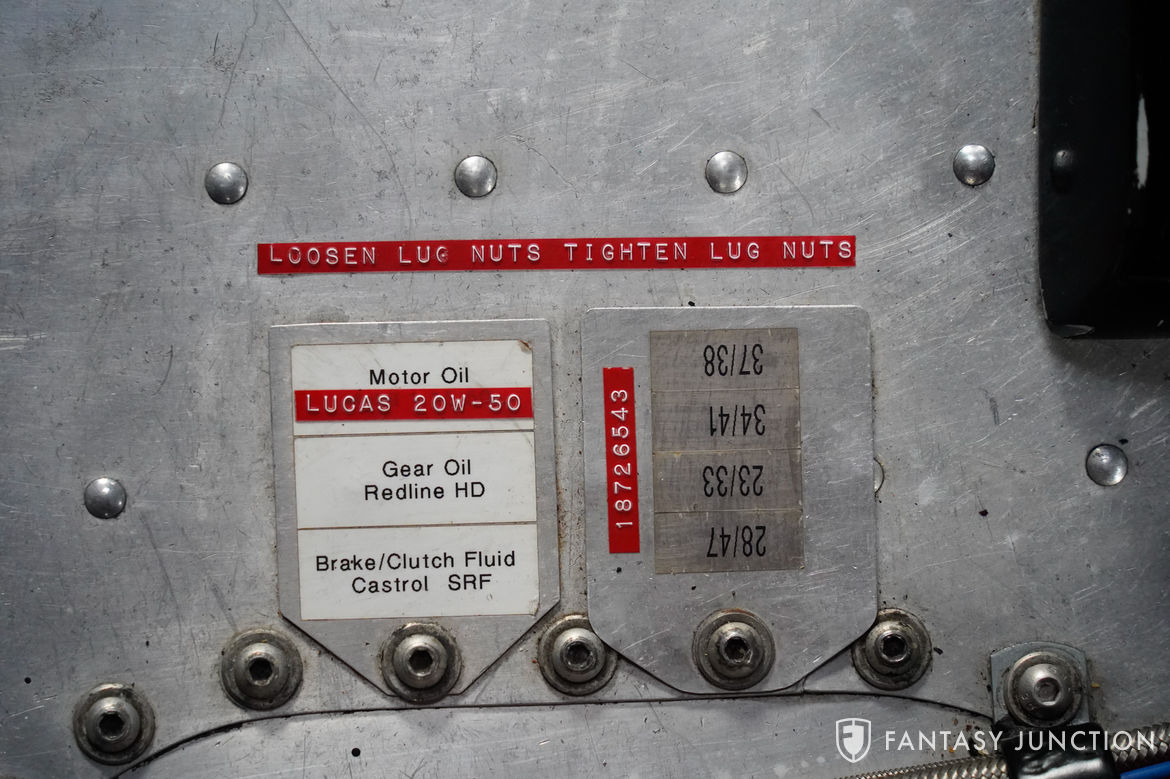 LOOSEN LUG NUTS TIGHTEN LUG NUTS
Motor Oil
LUCAS 20W-50
Gear Oil
Redline HD
Brake/Clutch Fluid
Castrol SRF
18726543
37/38
34/41
23/33
28/47
FANTASY JUNCTION